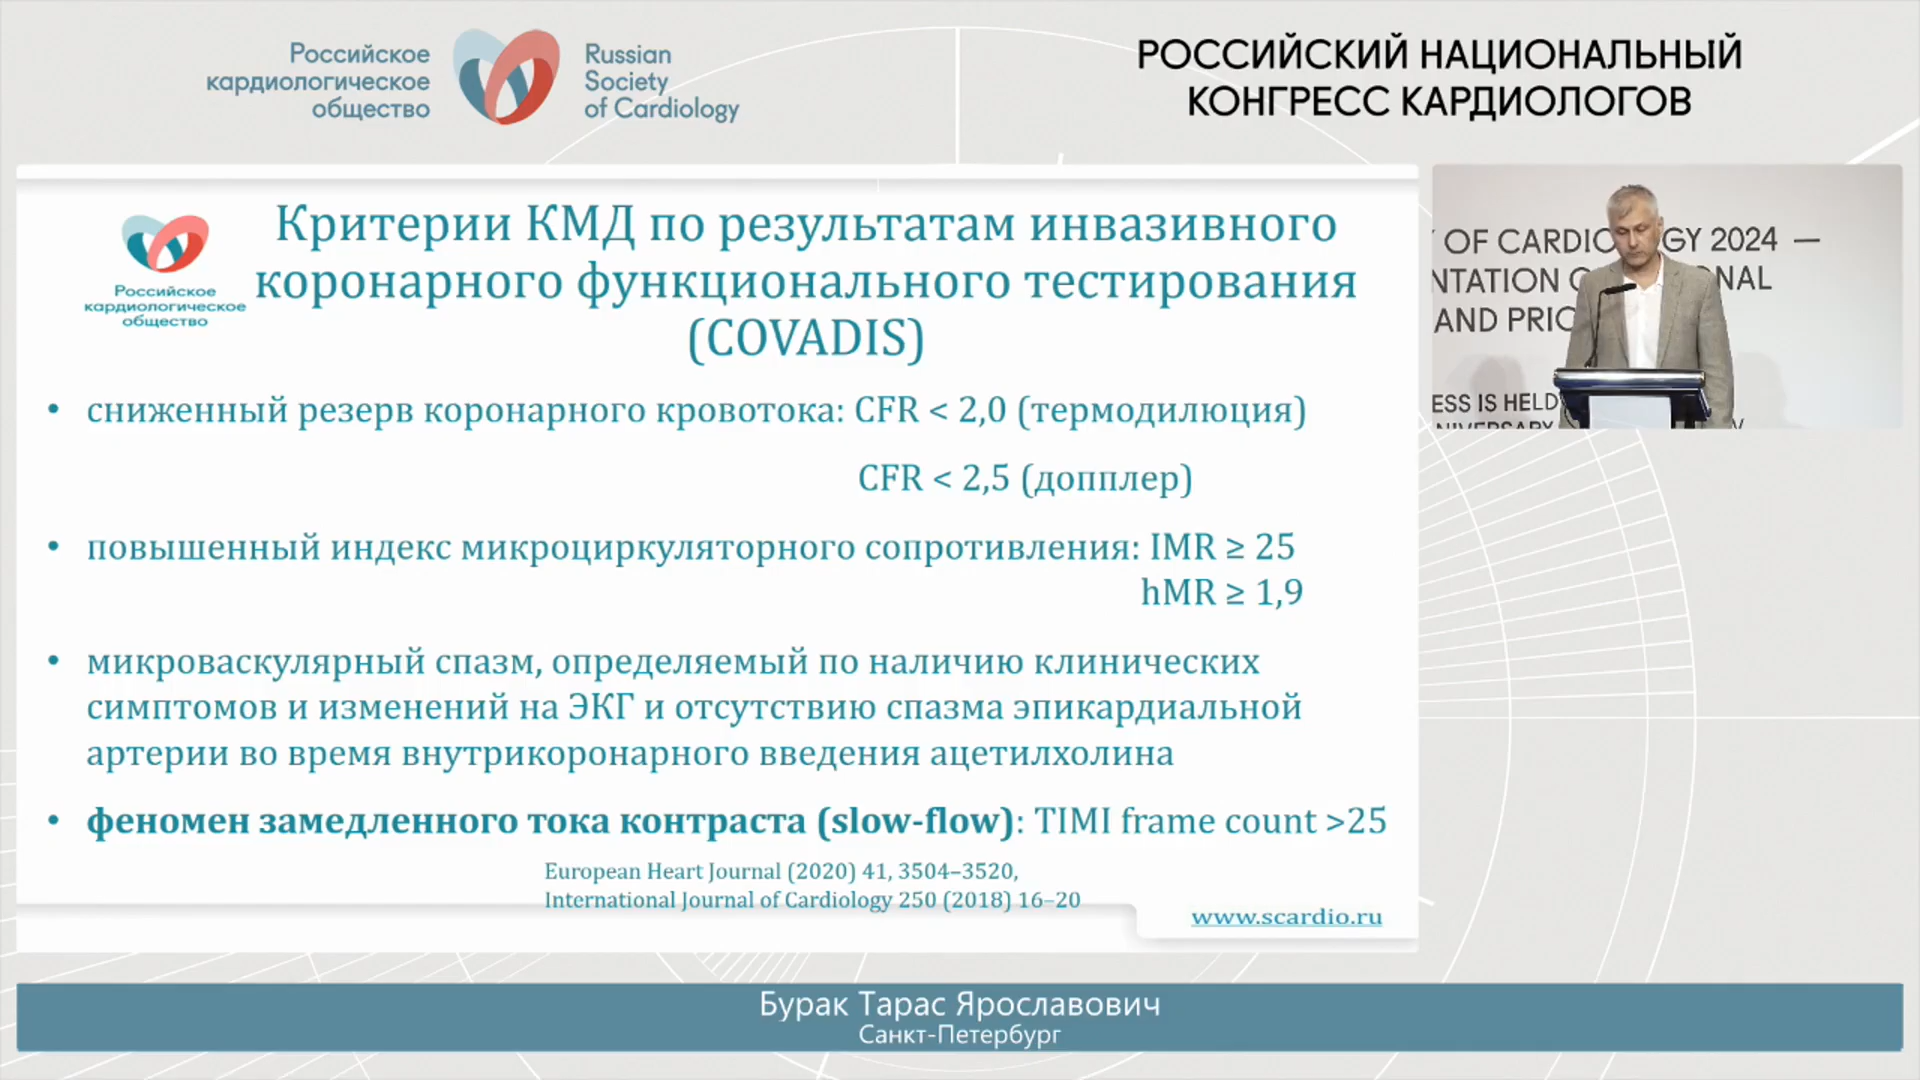 Российское
кардиологическое
общество
Russian
Society
of Cardiology
РОССИЙСКИЙ НАЦИОНАЛЬНЫЙ
КОНГРЕСС КАРДИОЛОГОВ
Российское
кардиологическое
общество
Критерии КМД по результатам инвазивного
коронарного функционального тестирования
(COVADIS)
• сниженный резерв коронарного кровотока: CFR < 2,0 (термодилюция)
CFR < 2,5 (допплер)
• повышенный индекс микроциркуляторного сопротивления: IMR ≥ 25
hMR ≥ 1,9
• микроваскулярный спазм, определяемый по наличию клинических
симптомов и изменений на ЭКГ и отсутствию спазма эпикардиальной
артерии во время внутрикоронарного введения ацетилхолина
• феномен замедленного тока контраста (slow-flow): TIMI frame count >25
European Heart Journal (2020) 41, 3504–3520,
International Journal of Cardiology 250 (2018) 16–20
www.scardio.ru
OF CARDIO GY 2024 —
NTATION NAL
AND PRIO
ESS IS HELD
Бурак Тарас Ярославович
Санкт-Петербург